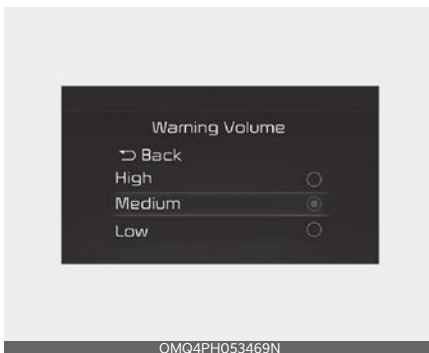 Warning Volume
Back
High
Medium
Low
OMQ4PH053469N